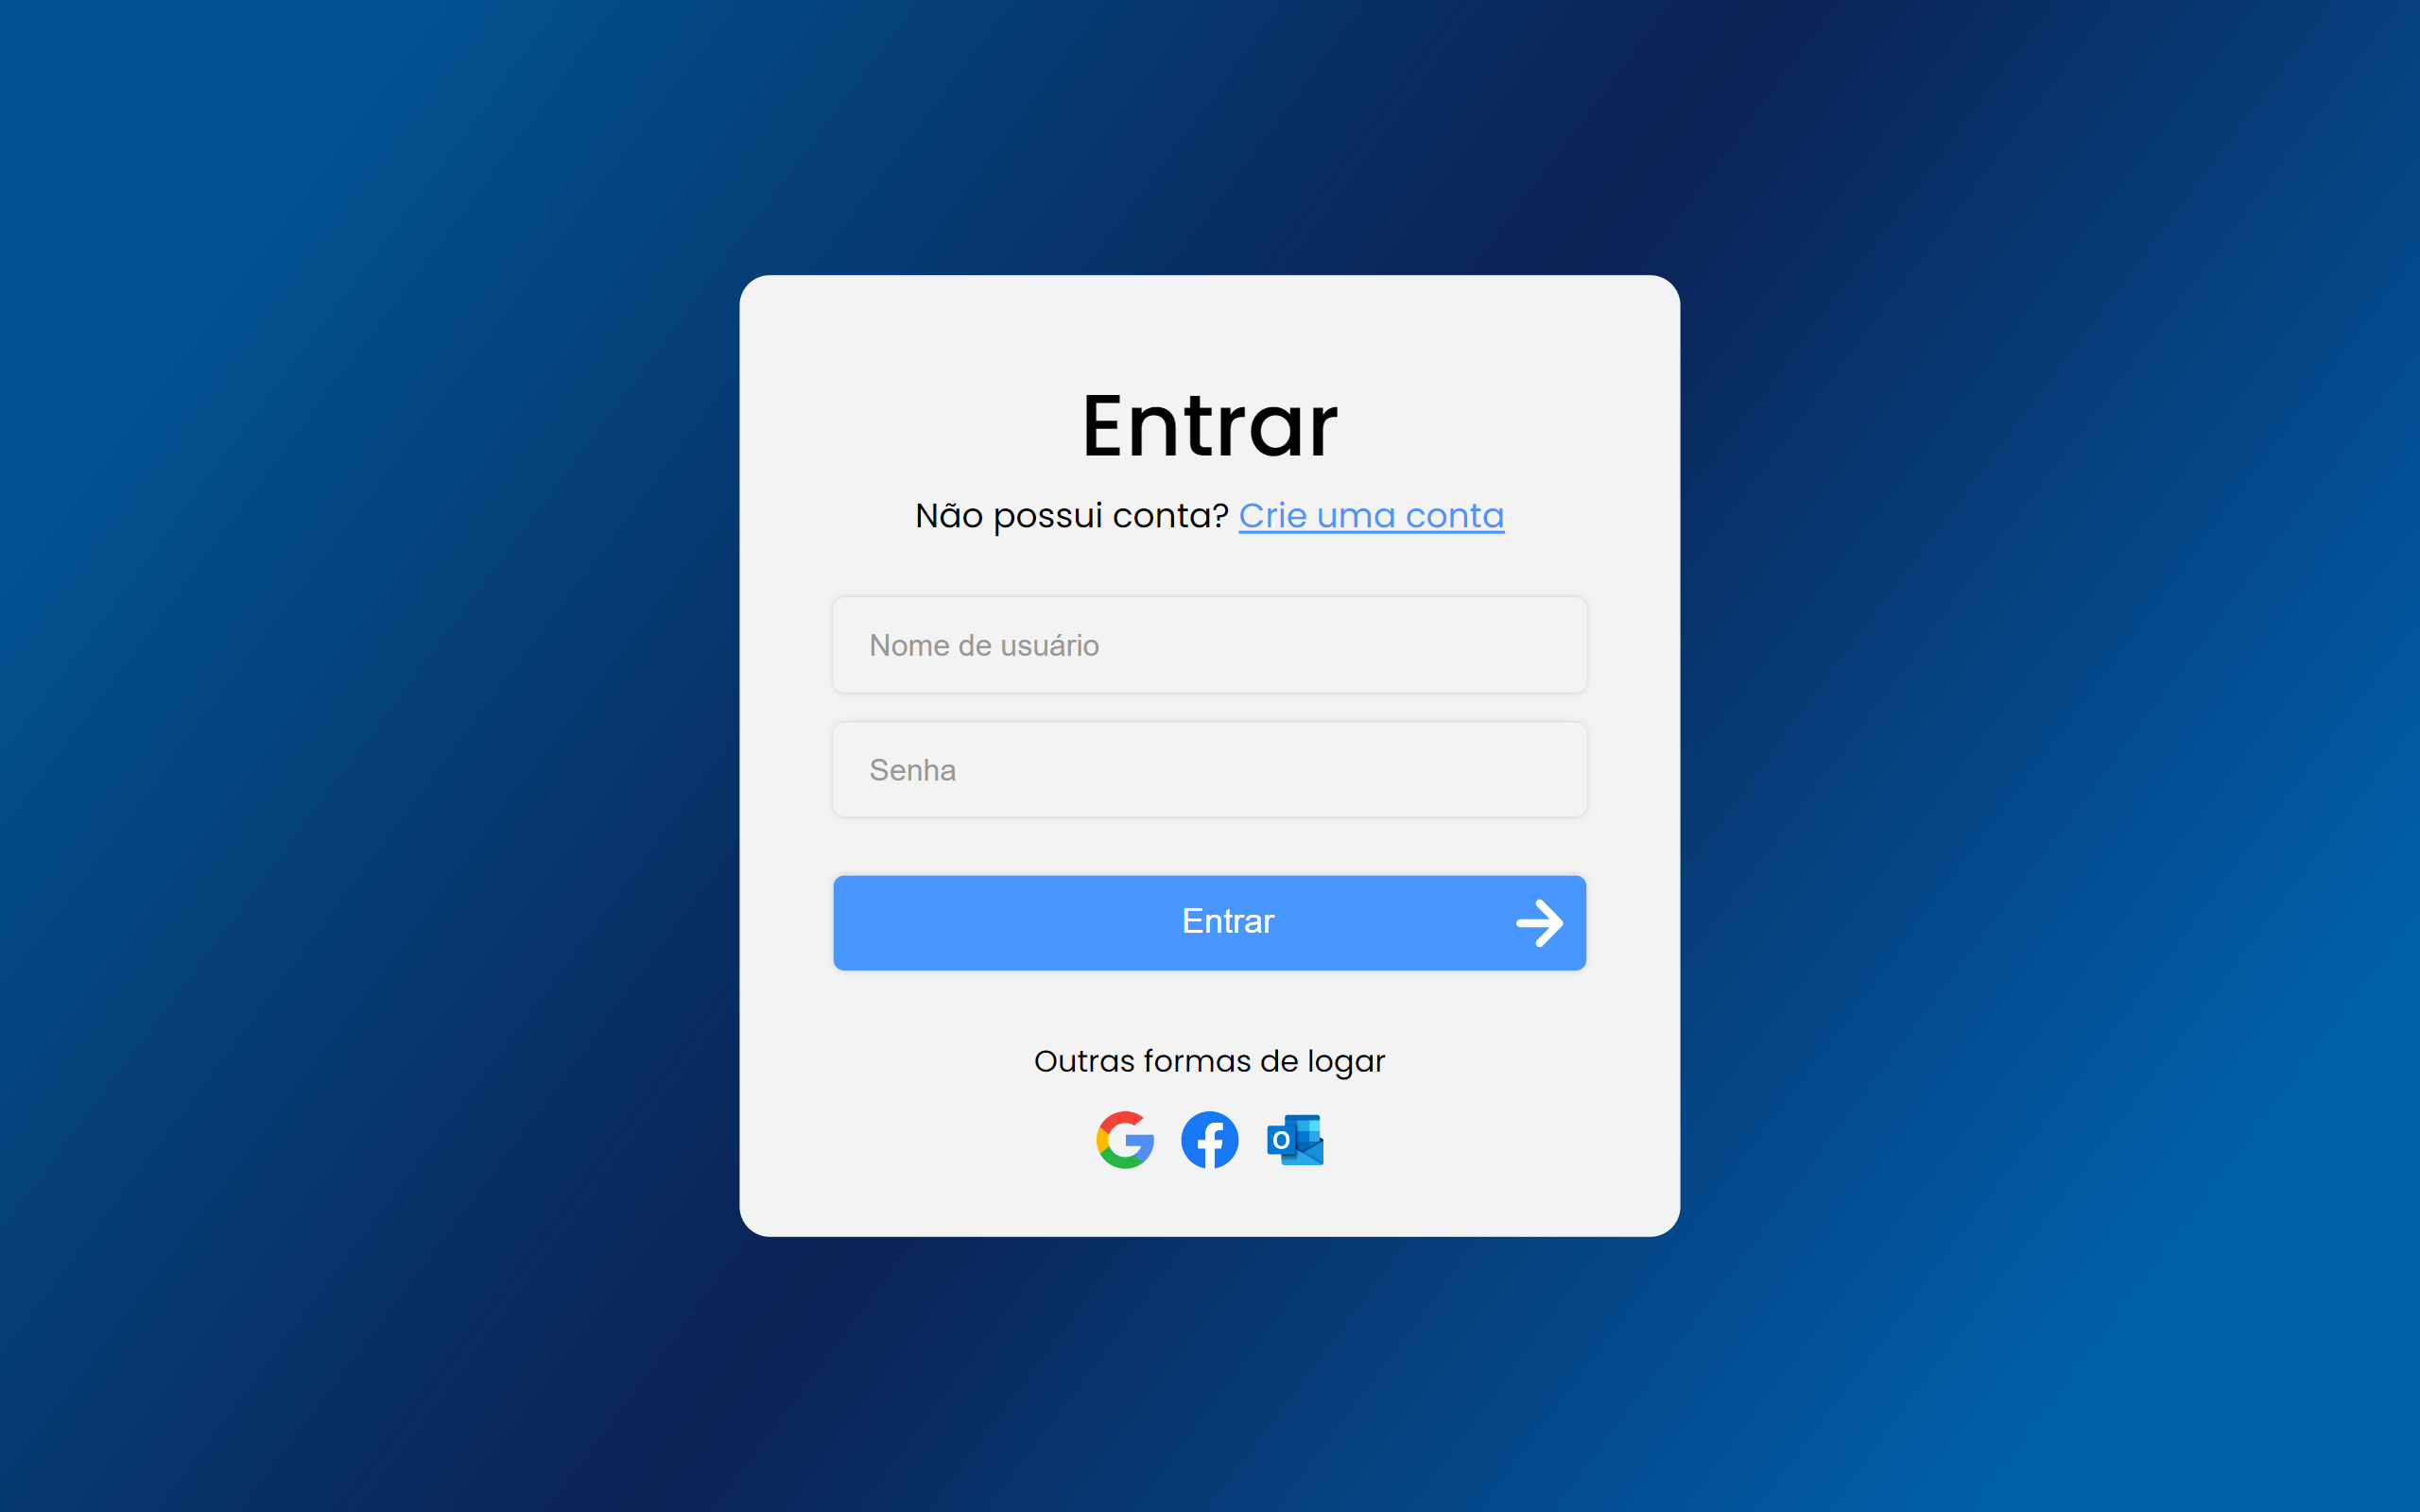 Entrar
Não possui conta? Crie uma conta
Nome de usuário
Senha
Entrar
Outras formas de logar